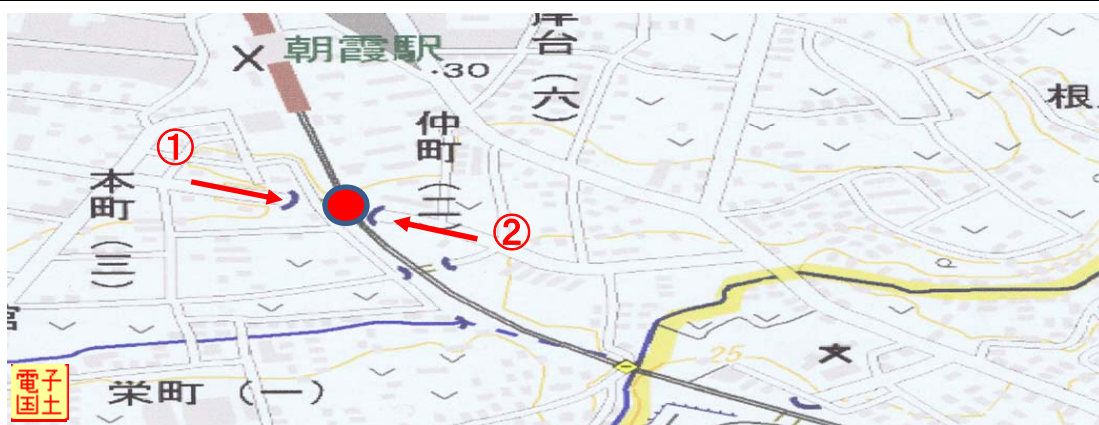 朝霞駅
・30
岸台(六)
根
①
仲町(二)
本町(三)
②
25
栄町(一)
電子
国土